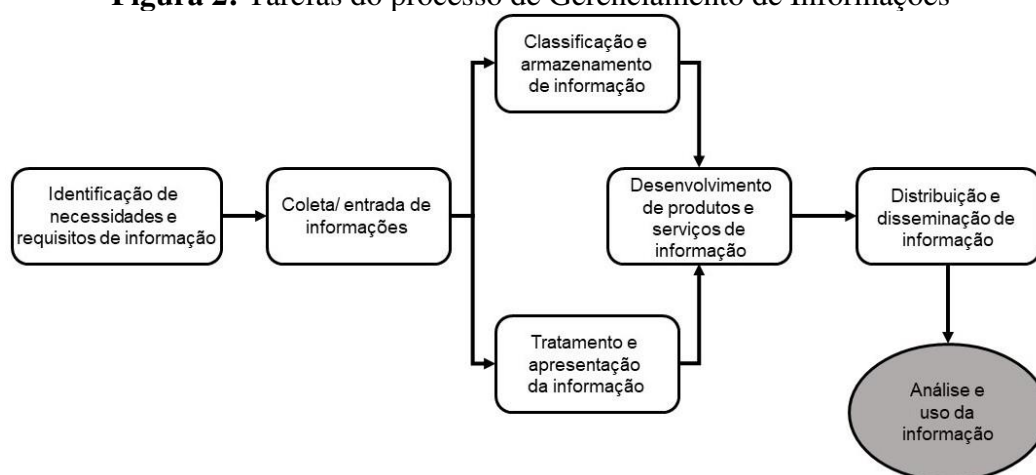 Figura 2: Tarefas do processo de Gerenciamento de Informações
Classificação e
armazenamento
de informação
Identificação de
necessidades e
requisitos de informação
Coleta/ entrada de
informações
Desenvolvimento
de produtos e
serviços de
informação
Distribuição e
disseminação de
informação
Tratamento e
apresentação
da informação
Análise e
uso da
informação